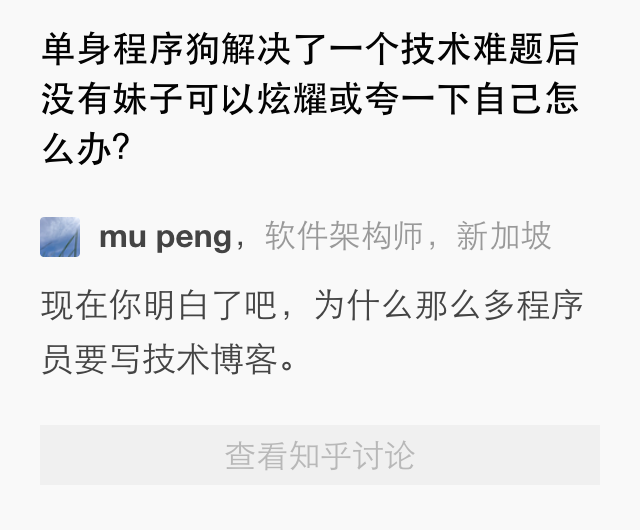 单身程序狗解决了一个技术难题后
没有妹子可以炫耀或夸一下自己怎
么办?
mu peng，软件架构师，新加坡
现在你明白了吧，为什么那么多程序
员要写技术博客。
查看知乎讨论